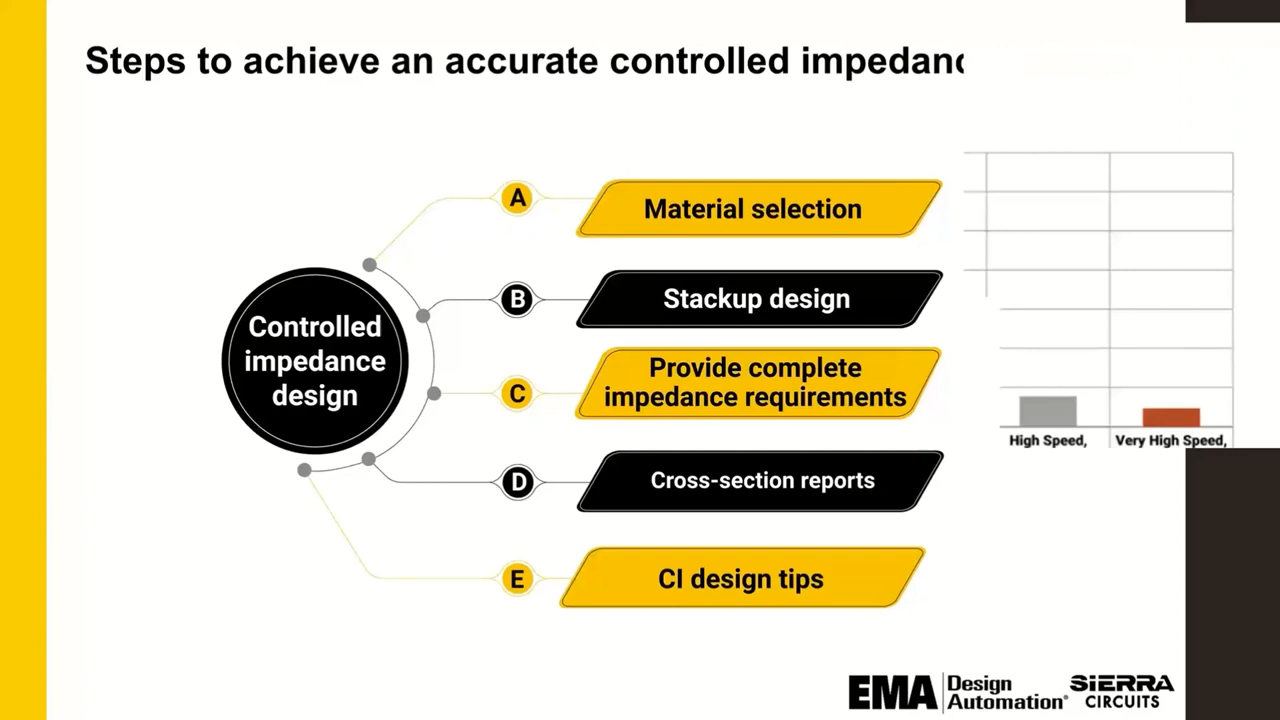 Steps to achieve an accurate controlled impedanc
A
Material selection
B
Stackup design
Controlled
impedance
design
C
Provide complete
impedance requirements
High Speed,
Very High Speed,
D
Cross-section reports
E
CI design tips
EMA
Design
Automation®
SIERRA
CIRCUITS